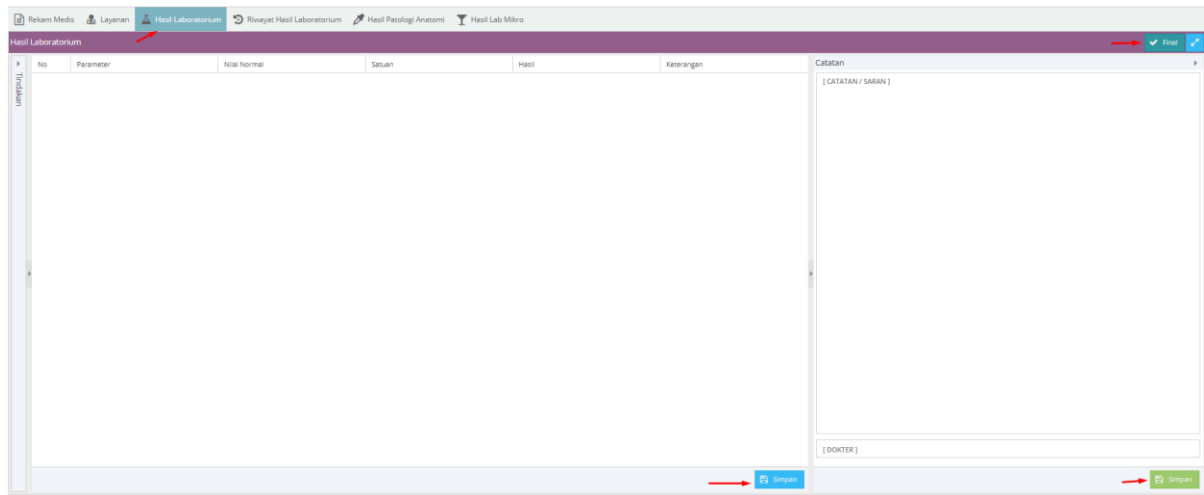 Rekam Medis Layanan Hasil Laboratorium Riwayat Hasil Laboratorium Hasil Patologi Anatomi Hasil Lab Mikro
Hasil Laboratorium Final
Tindakan
No Parameter Nilai Normal Satuan Hasil Keterangan
Catatan
[ CATATAN / SARAN ]
[ DOKTER ]
Simpan Simpan